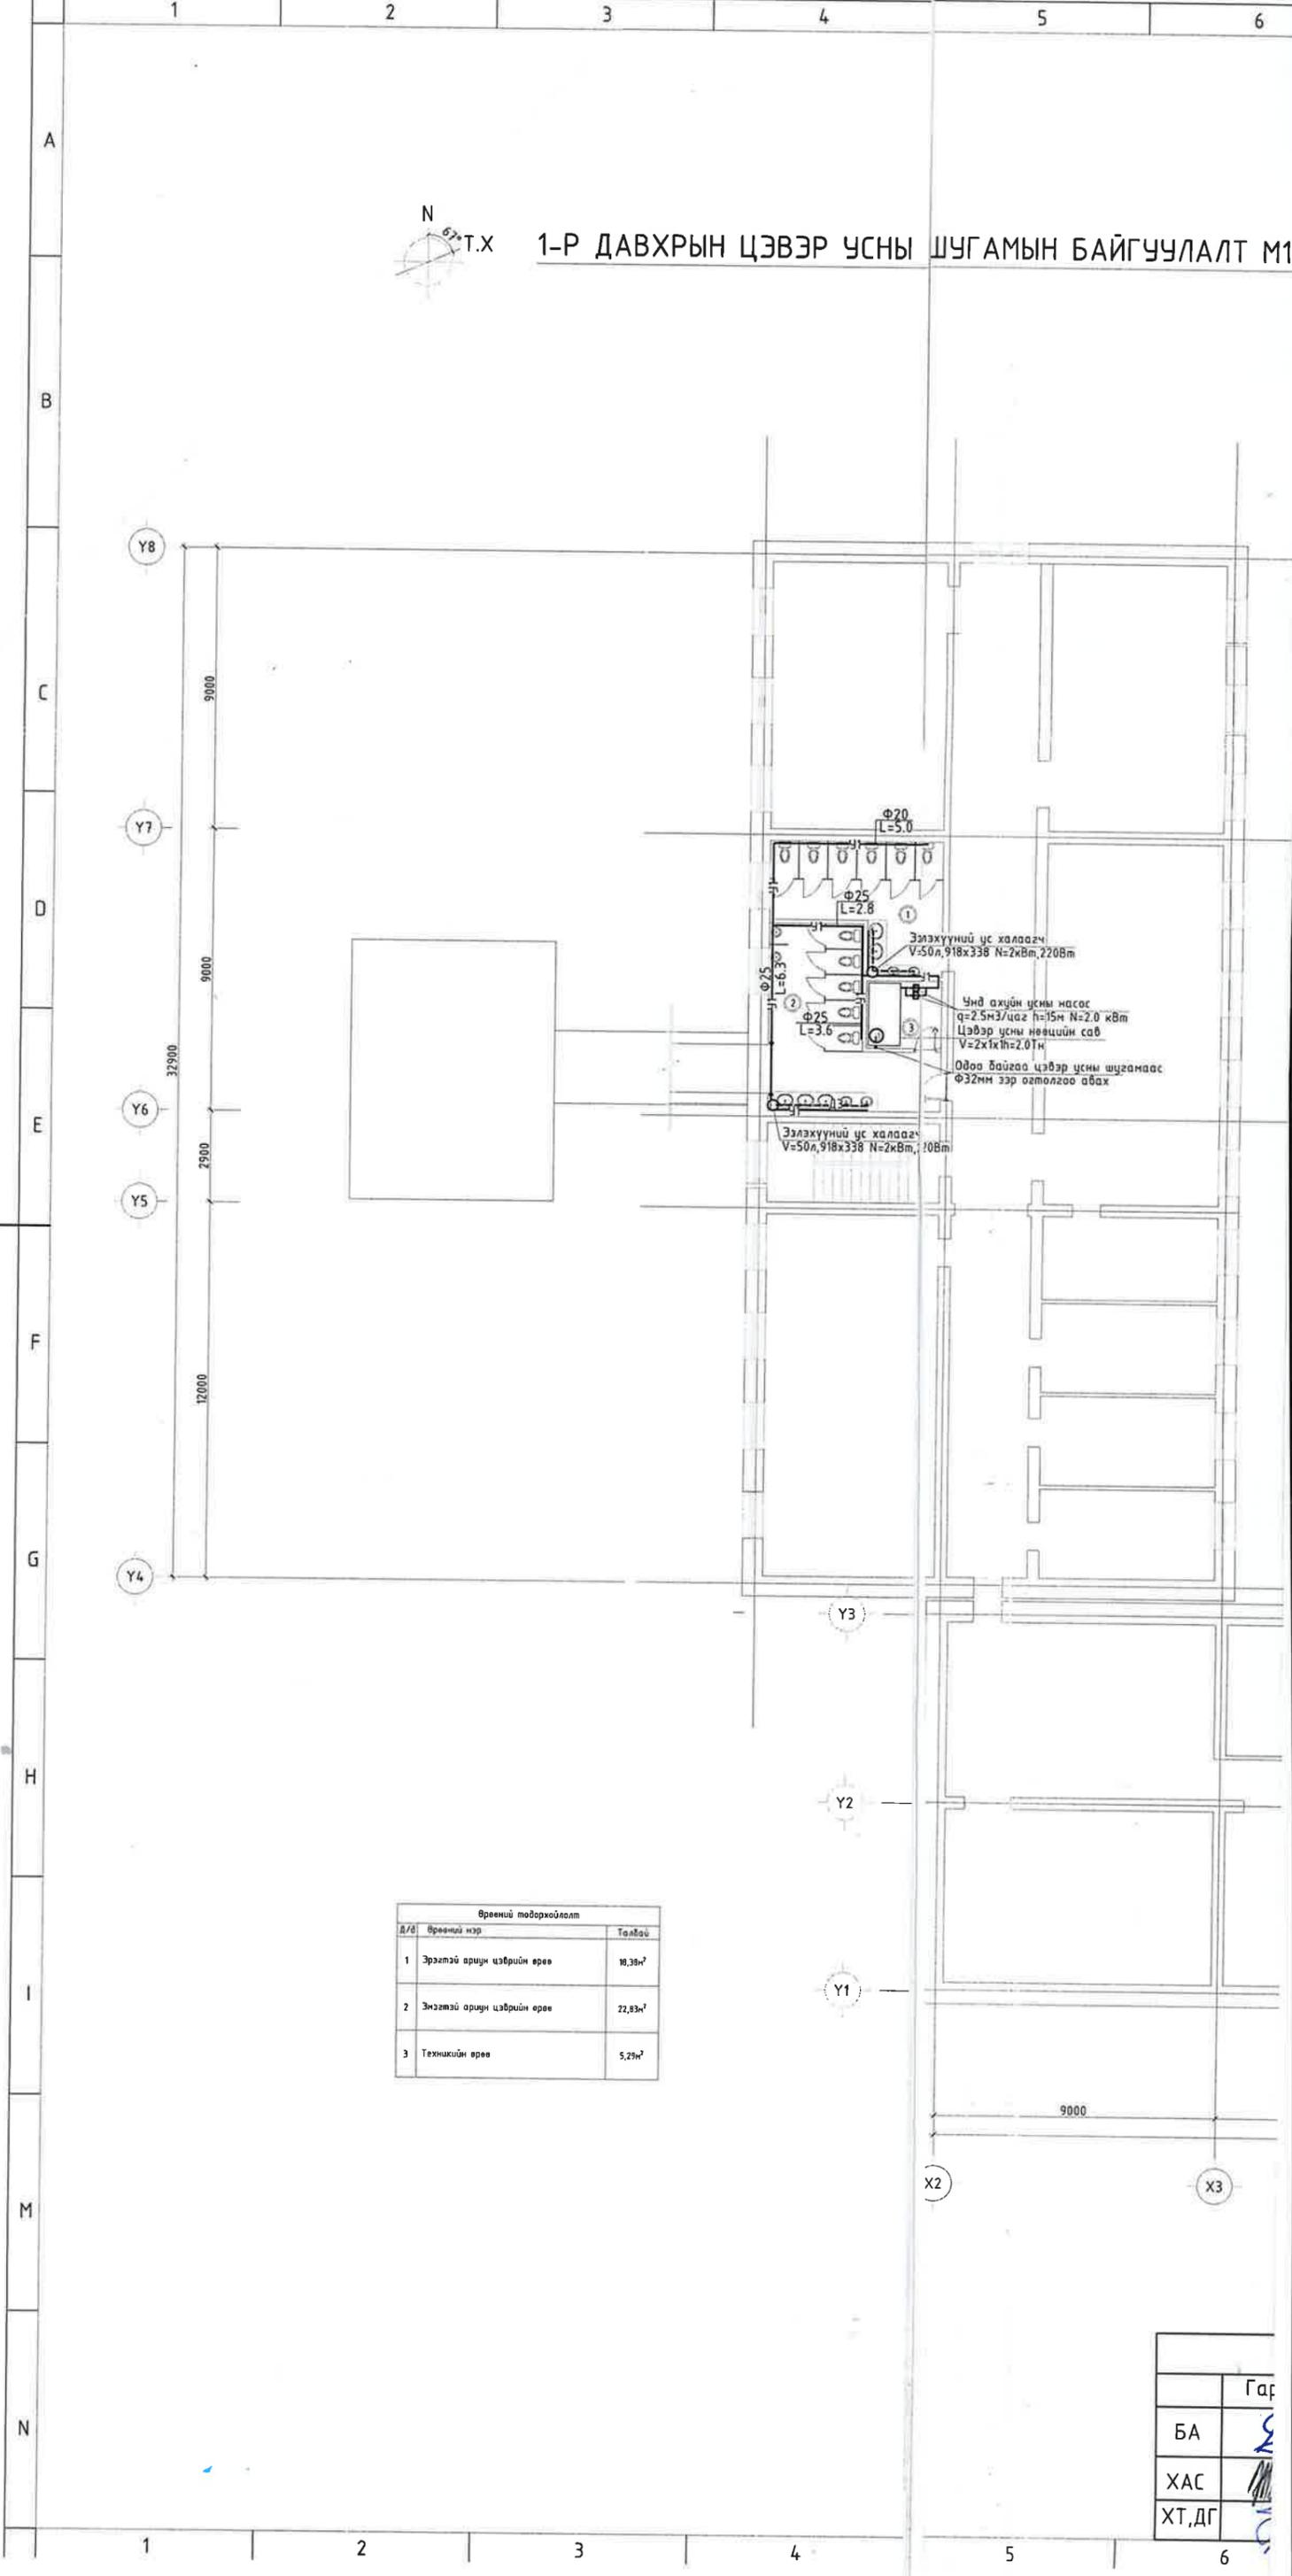 1 2 3 4 5 6
A
N
67°
Т.Х
1-Р ДАВХРЫН ЦЭВЭР УСНЫ ШУГАМЫН БАЙГУУЛАЛТ М1
B
Y8
C
9000
Y7
Ф20
L=5.0
D
Ф25
L=2.8
1
Зэлэхүүний ус халаагч
V=50л,918x338 N=2кВт,220Вт
9000
Ф25
L=6.3
2
Ф25
L=3.6
3
Унд ахуйн усны насос
q=2.5м3/цаг h=15м N=2.0 кВт
Цэвэр усны нөөцийн сав
V=2x1x1h=2.0Тн
Одоо байгаа цэвэр усны шугамаас
Ф32мм ээр огтолгоо авах
32900
Y6
E
Зэлэхүүний ус халаагч
V=50л,918x338 N=2кВт,
2900
Y5
F
12000
G
Y4
Y3
H
Y2
Өрөөний тодорхойлолт
Д/д Өрөөний нэр Талбай
1 Эрэгтэй ариун цэврийн өрөө 18,38м²
2 Эмэгтэй ариун цэврийн өрөө 22,83м²
3 Техникийн өрөө 5,29м²
I
Y1
9000
M
X2
X3
N
Гар
БА
ХАС
ХТ,ДГ
1 2 3 4 5 6